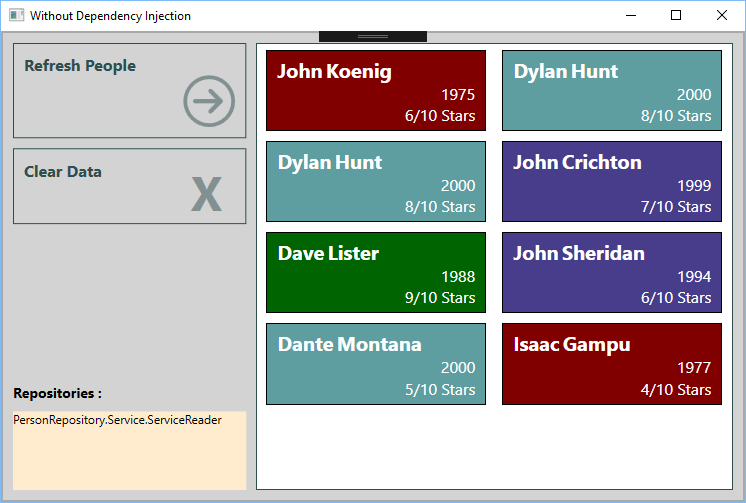 Without Dependency Injection
Refresh People
Clear Data
X
Repositories :
PersonRepository.Service.ServiceReader
John Koenig
1975
6/10 Stars
Dylan Hunt
2000
8/10 Stars
Dylan Hunt
2000
8/10 Stars
John Crichton
1999
7/10 Stars
Dave Lister
1988
9/10 Stars
John Sheridan
1994
6/10 Stars
Dante Montana
2000
5/10 Stars
Isaac Gampu
1977
4/10 Stars